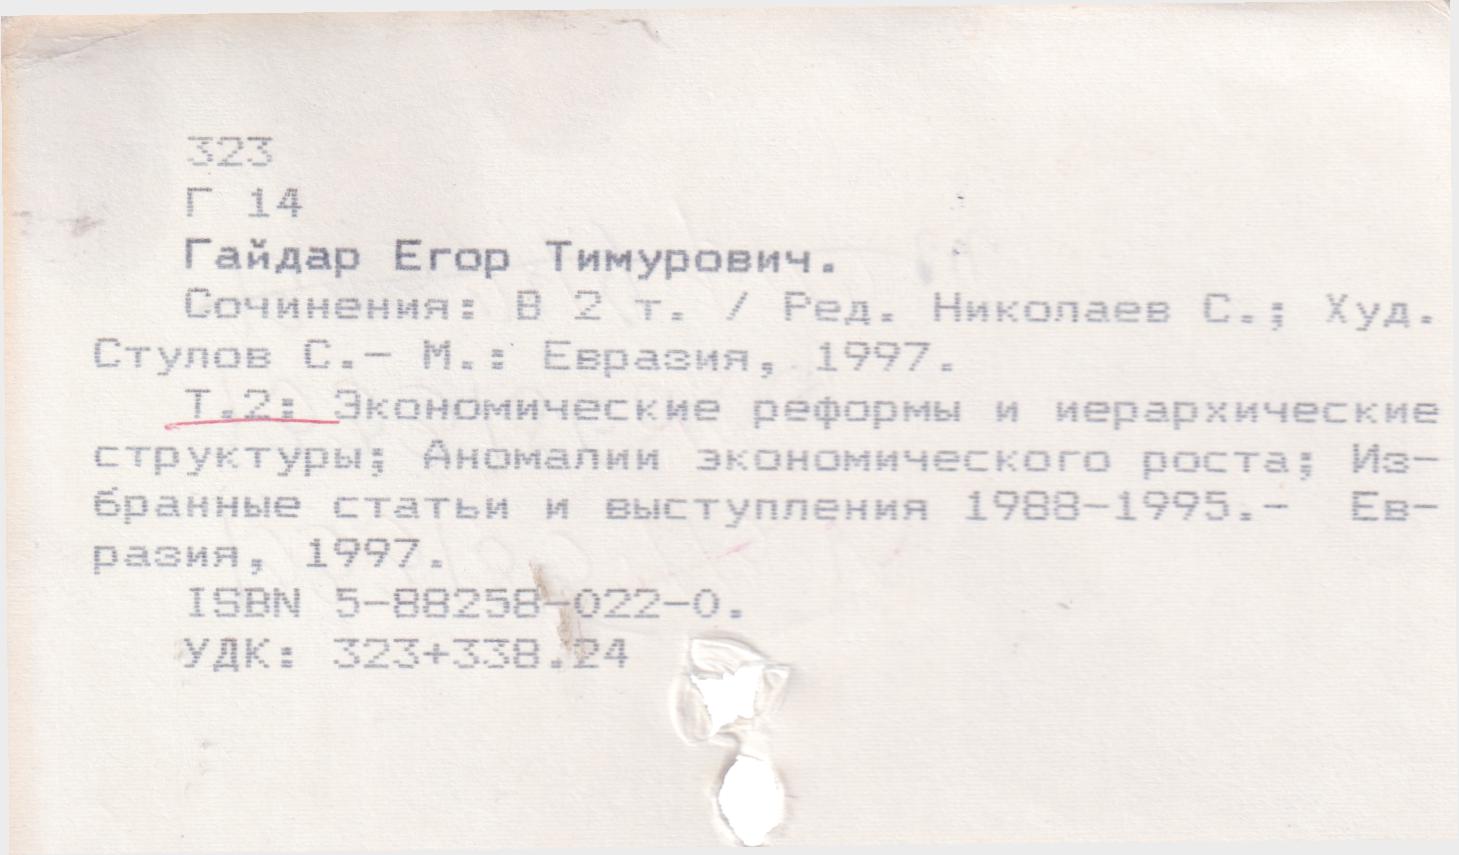 323
Г 14
Гайдар Егор Тимурович.
Сочинения: В 2 т. / Ред. Николаев С.; Худ.
Ступов С.- М.: Евразия, 1997.
Т.2: Экономические реформы и иерархические
структуры; Аномалии экономического роста; Из-
бранные статьи и выступления 1988-1995.- Ев-
разия, 1997.
ISBN 5-88258-022-0.
УДК: 323+338.24